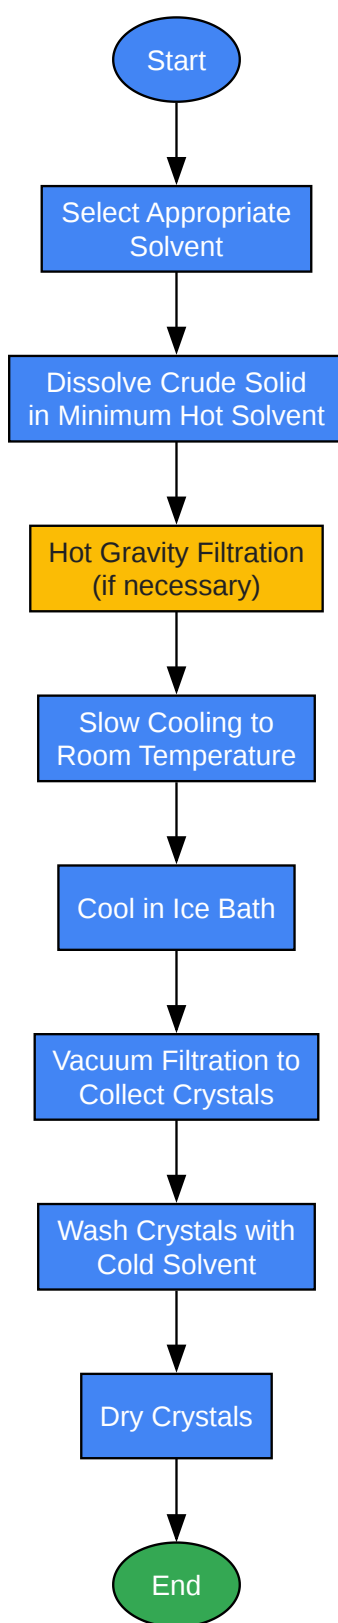 Start
Select Appropriate
Solvent
Dissolve Crude Solid
in Minimum Hot Solvent
Hot Gravity Filtration
(if necessary)
Slow Cooling to
Room Temperature
Cool in Ice Bath
Vacuum Filtration to
Collect Crystals
Wash Crystals with
Cold Solvent
Dry Crystals
End